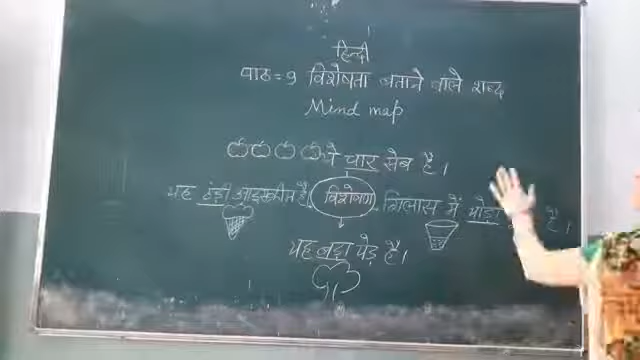 हिन्दी
पाठ = 9 विशेषता बताने वाले शब्द
Mind map
ये चार सेब है।
यह ठंडी आइसक्रीम है।
विशेषण
गिलास में थोड़ा है।
यह बड़ा पेड़ है।